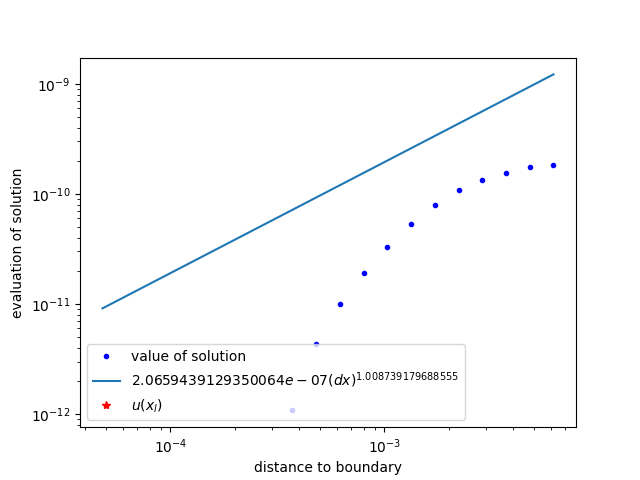 10⁻⁹
10⁻¹⁰
10⁻¹¹
10⁻¹²
evaluation of solution
value of solution
2.0659439129350064e − 07(dx)^1.008739179688555
u(x_l)
10⁻⁴
10⁻³
distance to boundary